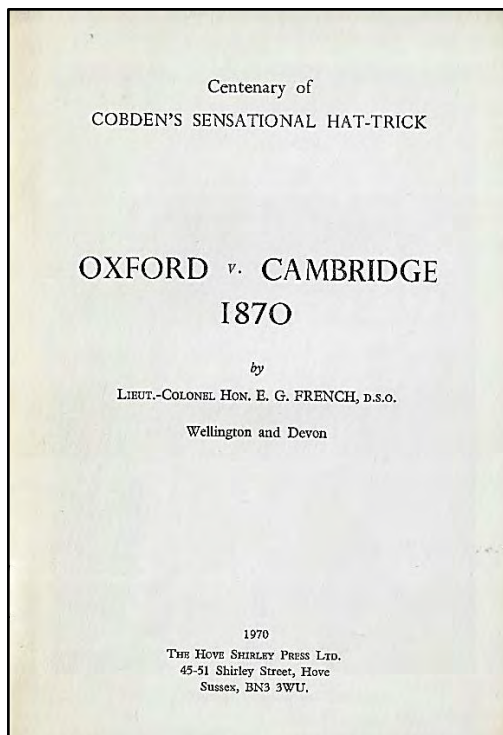 Centenary of
COBDEN'S SENSATIONAL HAT-TRICK
OXFORD v. CAMBRIDGE
1870
by
LIEUT.-COLONEL HON. E. G. FRENCH, D.S.O.
Wellington and Devon
1970
THE HOVE SHIRLEY PRESS LTD.
45-51 Shirley Street, Hove
Sussex, BN3 3WU.